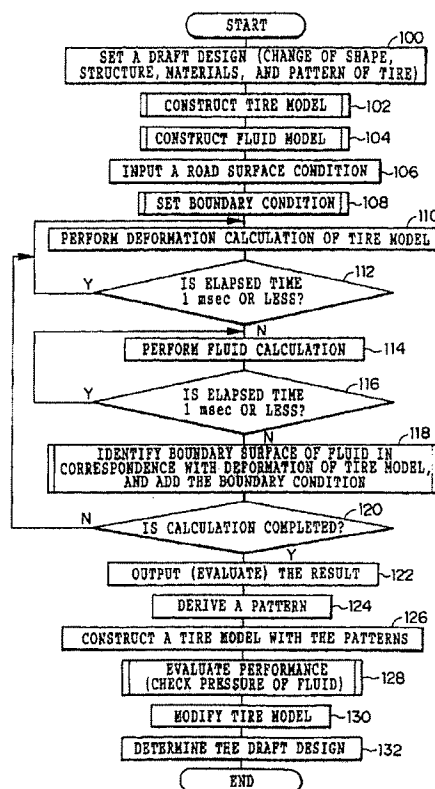 START
SET A DRAFT DESIGN (CHANGE OF SHAPE, 100
STRUCTURE, MATERIALS, AND PATTERN OF TIRE)
CONSTRUCT TIRE MODEL 102
CONSTRUCT FLUID MODEL 104
INPUT A ROAD SURFACE CONDITION 106
SET BOUNDARY CONDITION 108
110
PERFORM DEFORMATION CALCULATION OF TIRE MODEL
112
Y IS ELAPSED TIME
1 msec OR LESS?
N
PERFORM FLUID CALCULATION 114
116
Y IS ELAPSED TIME
1 msec OR LESS?
N 118
IDENTIFY BOUNDARY SURFACE OF FLUID IN
CORRESPONDENCE WITH DEFORMATION OF TIRE MODEL,
AND ADD THE BOUNDARY CONDITION
120
N IS CALCULATION COMPLETED?
Y
OUTPUT (EVALUATE) THE RESULT 122
DERIVE A PATTERN 124
126
CONSTRUCT A TIRE MODEL WITH THE PATTERNS
EVALUATE PERFORMANCE
(CHECK PRESSURE OF FLUID) 128
MODIFY TIRE MODEL 130
DETERMINE THE DRAFT DESIGN 132
END